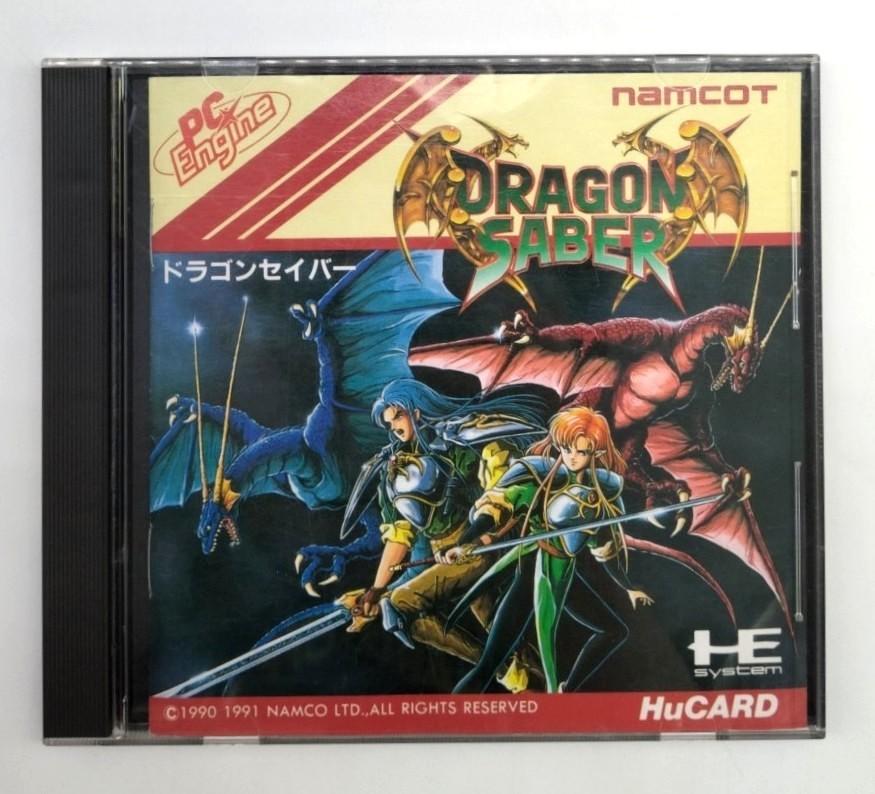 PC Engine
namcoT
DRAGON
SABER
ドラゴンセイバー
HE
system
©1990 1991 NAMCO LTD.,ALL RIGHTS RESERVED
HuCARD